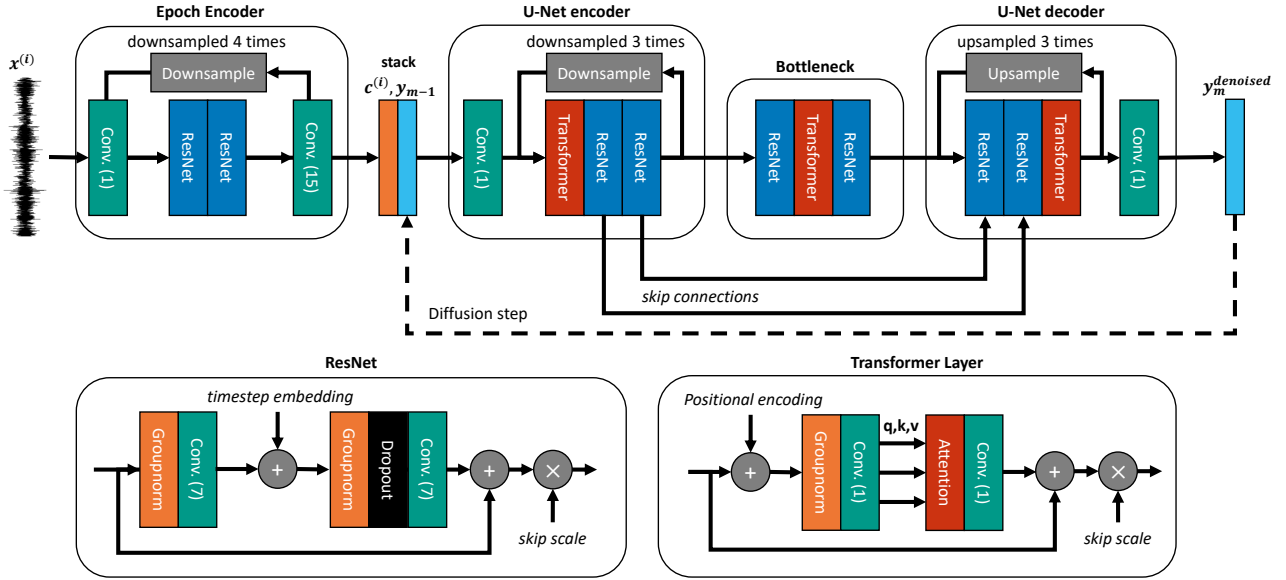 Epoch Encoder
U-Net encoder
U-Net decoder
downsampled 4 times
downsampled 3 times
upsampled 3 times
x^(i)
Downsample
stack
Downsample
Bottleneck
Upsample
y_m^denoised
c^(i), y_{m−1}
Conv. (1)
ResNet
ResNet
Conv. (15)
Conv. (1)
Transformer
ResNet
ResNet
ResNet
Transformer
ResNet
ResNet
ResNet
Transformer
Conv. (1)
skip connections
Diffusion step
ResNet
timestep embedding
Groupnorm
Conv. (7)
+
Groupnorm
Dropout
Conv. (7)
+
×
skip scale
Transformer Layer
Positional encoding
q,k,v
+
Groupnorm
Conv. (1)
Attention
Conv. (1)
+
×
skip scale